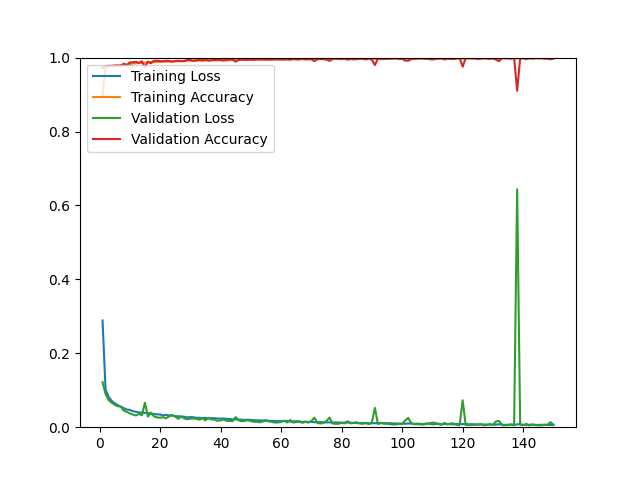 1.0
Training Loss
Training Accuracy
Validation Loss
Validation Accuracy
0.8
0.6
0.4
0.2
0.0
0 20 40 60 80 100 120 140